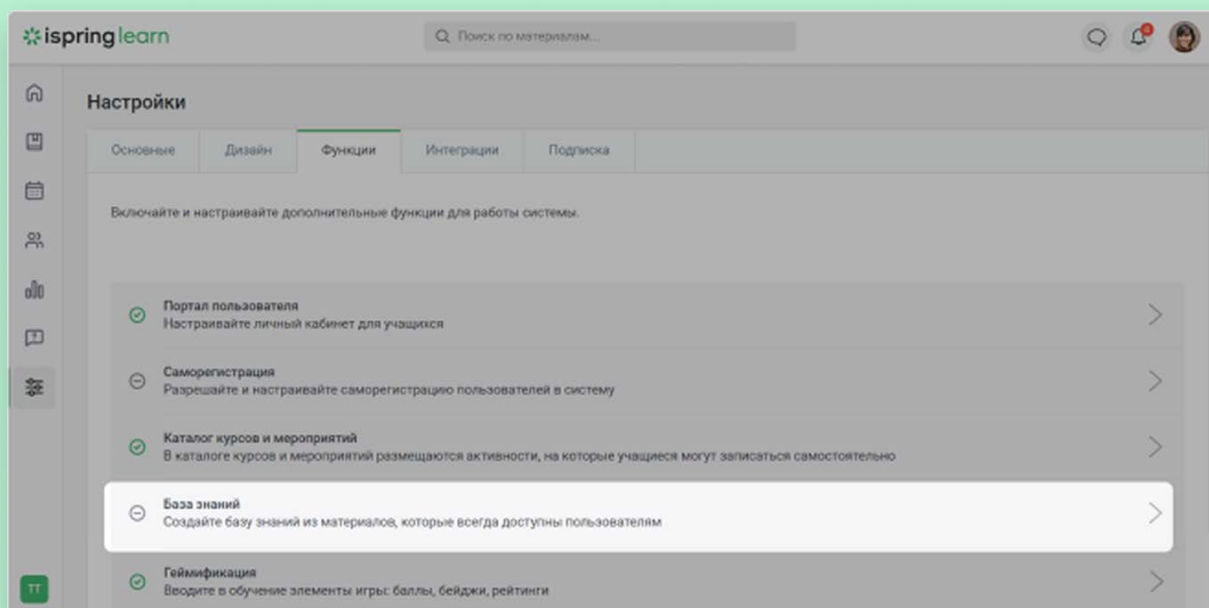 ispring learn
Поиск по материалам...
4
Настройки
Основные
Дизайн
Функции
Интеграции
Подписка
Включайте и настраивайте дополнительные функции для работы системы.
Портал пользователя
Настраивайте личный кабинет для учащихся
Саморегистрация
Разрешайте и настраивайте саморегистрацию пользователей в систему
Каталог курсов и мероприятий
В каталоге курсов и мероприятий размещаются активности, на которые учащиеся могут записаться самостоятельно
База знаний
Создайте базу знаний из материалов, которые всегда доступны пользователям
Геймификация
Вводите в обучение элементы игры: баллы, бейджи, рейтинги
ТТ